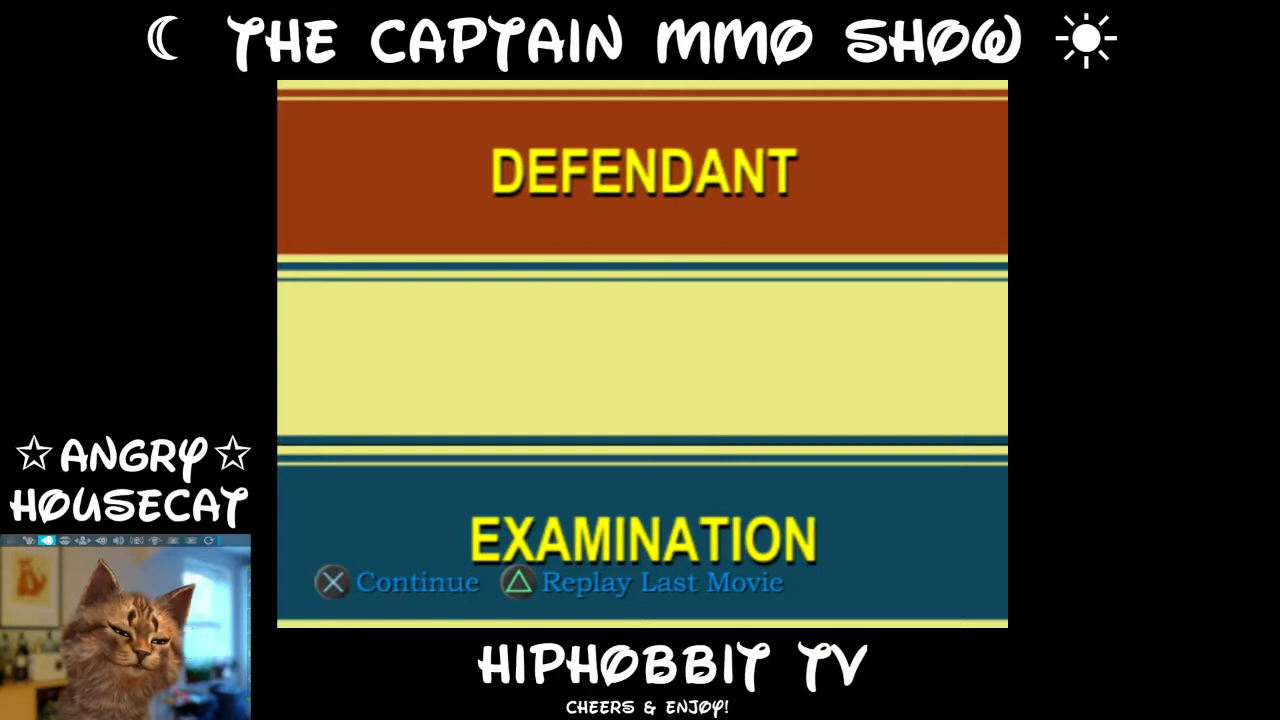 ☾ THE CAPTAIN MMO SHOW ☀
DEFENDANT
EXAMINATION
Continue Replay Last Movie
☆ ANGRY ☆
HOUSECAT
HIPHOBBIT TV
CHEERS & ENJOY!